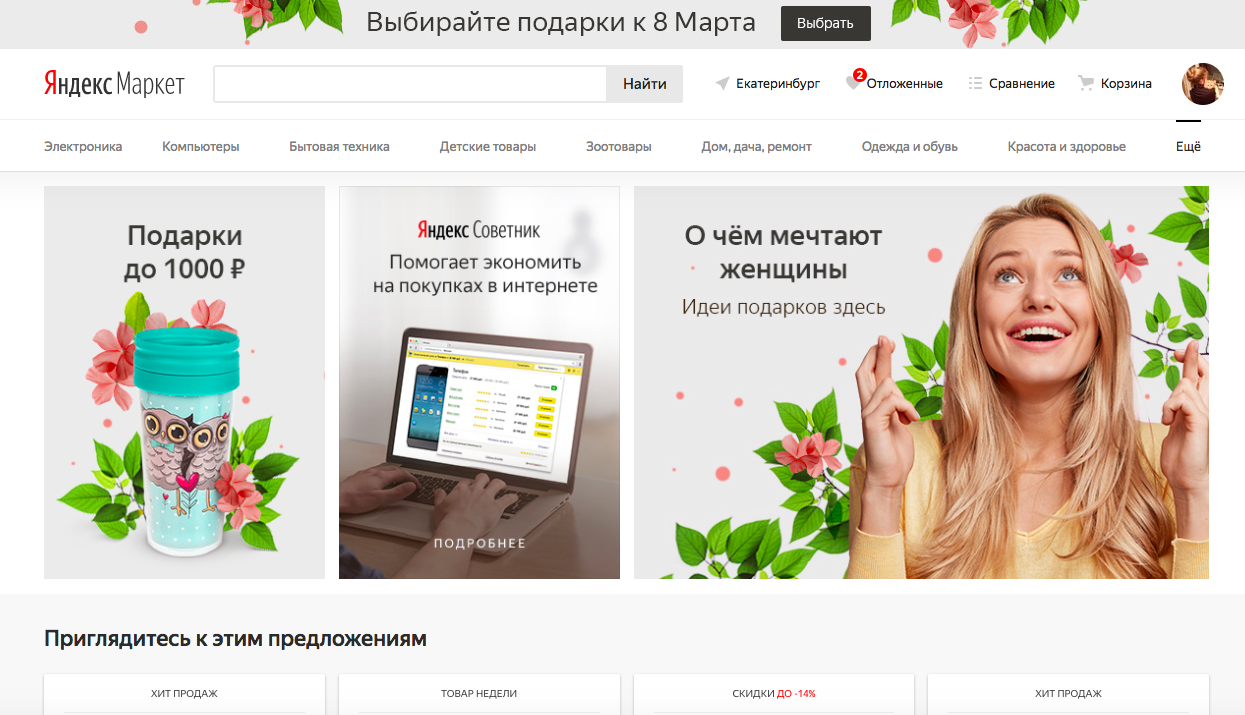 Выбирайте подарки к 8 Марта
Выбрать
Яндекс Маркет
Найти
Екатеринбург
2
Отложенные
Сравнение
Корзина
Электроника
Компьютеры
Бытовая техника
Детские товары
Зоотовары
Дом, дача, ремонт
Одежда и обувь
Красота и здоровье
Ещё
Подарки
до 1000 ₽
Яндекс Советник
Помогает экономить
на покупках в интернете
ПОДРОБНЕЕ
О чём мечтают
женщины
Идеи подарков здесь
Приглядитесь к этим предложениям
ХИТ ПРОДАЖ
ТОВАР НЕДЕЛИ
СКИДКИ ДО -14%
ХИТ ПРОДАЖ